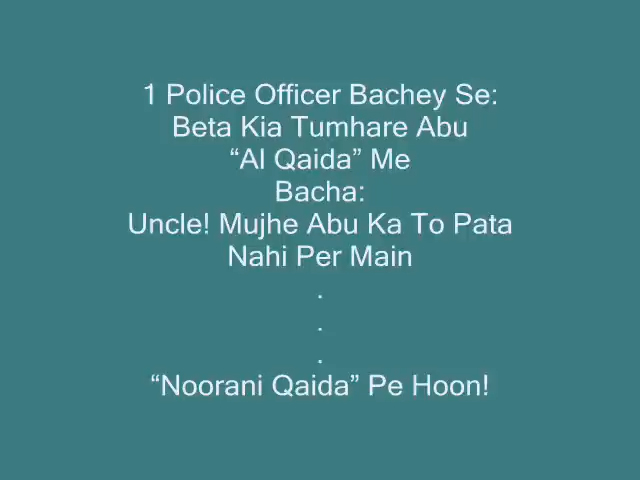 1 Police Officer Bachey Se:
Beta Kia Tumhare Abu
“Al Qaida” Me
Bacha:
Uncle! Mujhe Abu Ka To Pata
Nahi Per Main
.
.
.
“Noorani Qaida” Pe Hoon!